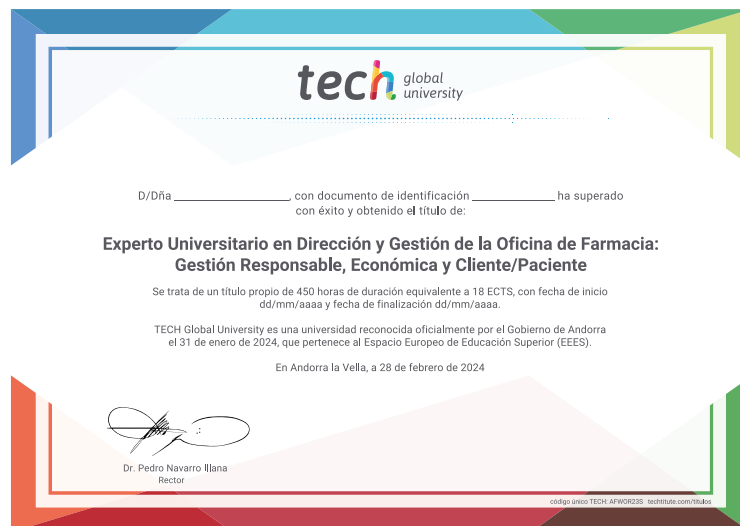 tech global university
D/Dña ____________________, con documento de identificación ______________ ha superado
con éxito y obtenido el título de:
Experto Universitario en Dirección y Gestión de la Oficina de Farmacia:
Gestión Responsable, Económica y Cliente/Paciente
Se trata de un título propio de 450 horas de duración equivalente a 18 ECTS, con fecha de inicio
dd/mm/aaaa y fecha de finalización dd/mm/aaaa.
TECH Global University es una universidad reconocida oficialmente por el Gobierno de Andorra
el 31 de enero de 2024, que pertenece al Espacio Europeo de Educación Superior (EEES).
En Andorra la Vella, a 28 de febrero de 2024
Dr. Pedro Navarro Illana
Rector
código único TECH: AFWOR23S techtitute.com/titulos